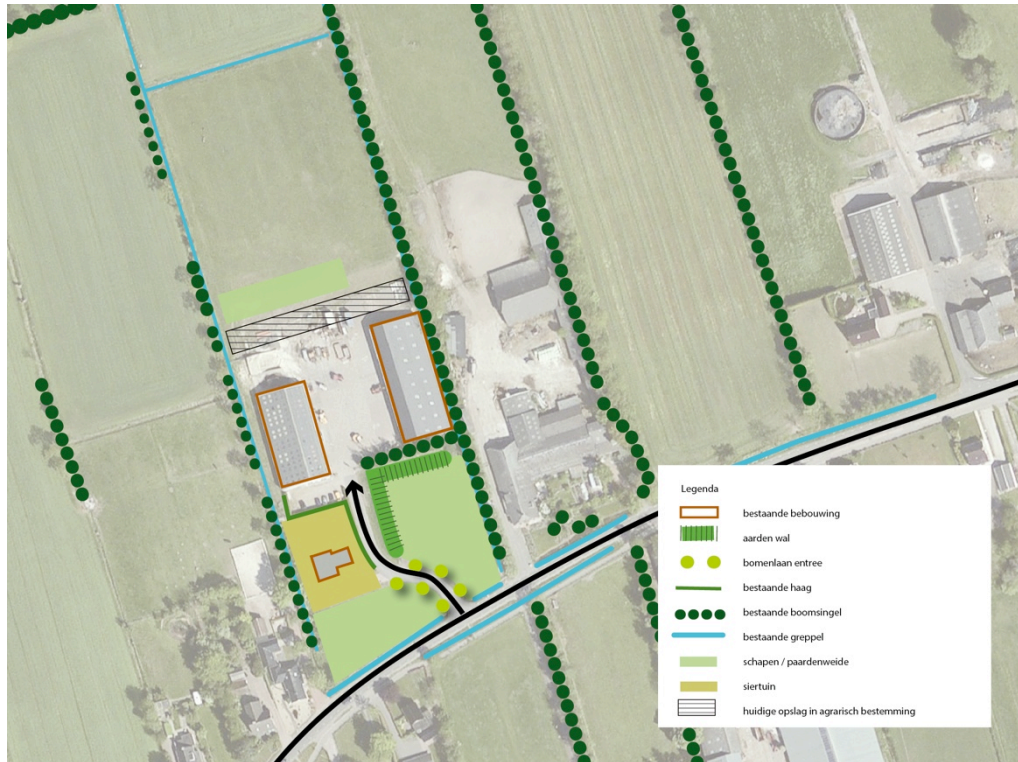 Legenda
bestaande bebouwing
aarden wal
bomenlaan entree
bestaande haag
bestaande boomsingel
bestaande greppel
schapen / paardenweide
siertuin
huidige opslag in agrarisch bestemming